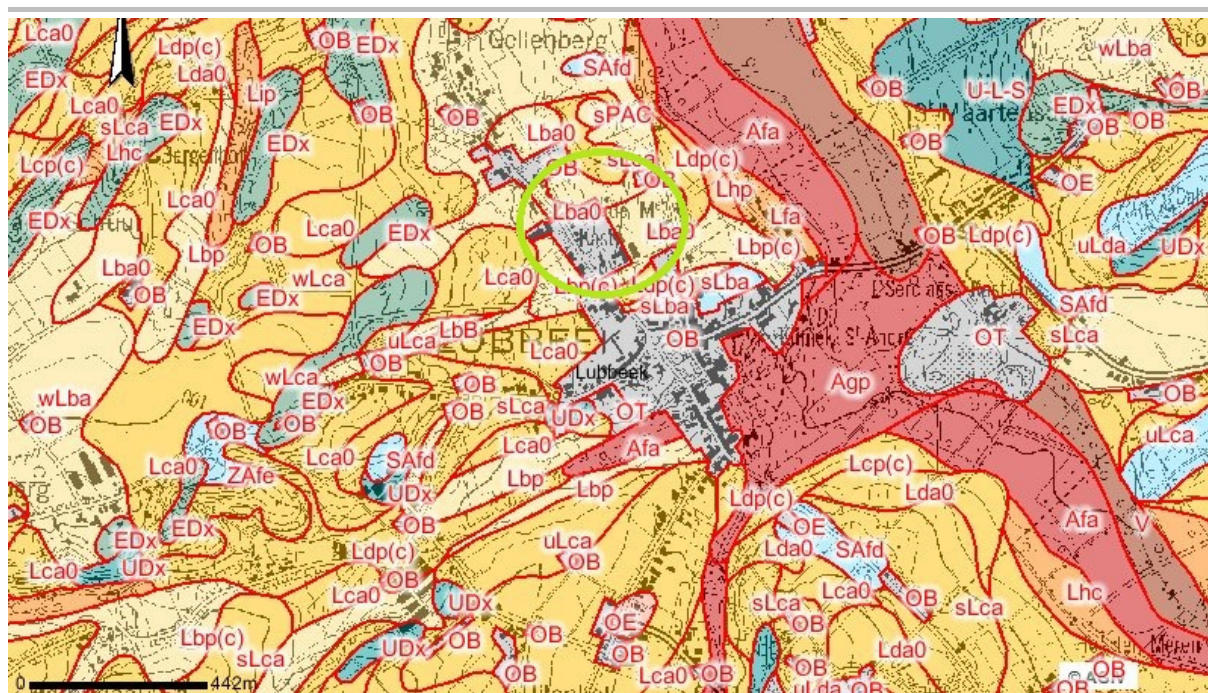 Lca0
OB
EDx
Gollenberg
SAfd
wLba
Ldp(c)
EDx
Lda0
Lip
OB
OB
OB
U-L-S
Lca0
EDx
OB
sPAC
Afa
EDx
OB
OB
sLca
Lba0
Lhc
EDx
Ldp(c)
OB
OE
Lcp(c)
OB
OB
Lhp
Lca0
Lba0
Lfa
EDx
Lca0
EDx
Lba0
OB
Ldp(c)
uLda
UDx
Lbp
OB
Lbp(c)
Lba0
wLca
Lca0
sLba
OB
EDx
sLba
SAfd
EDx
LbB
uLca
OB
OT
sLca
Lca0
OB
Lubbeek
wLca
EDx
Agp
wLba
OB
sLca
OB
OB
OB
UDx
OT
OB
uLca
Lca0
Lca0
SAfd
Lca0
Afa
Lcp(c)
ZAfe
UDx
Lbp
Lbp
Ldp(c)
Lda0
EDx
OB
OE
Afa
V
EDx
uLca
Lda0
SAfd
UDx
Ldp(c)
OB
Lca0
Lca0
Lca0
OB
UDx
OB
sLca
Lhc
OE
sLca
Lbp(c)
OB
OB
OB
Lda0
sLca
UDx
OB
OB
Lca0
OB
OB
OB
OB
uLda
0
442m